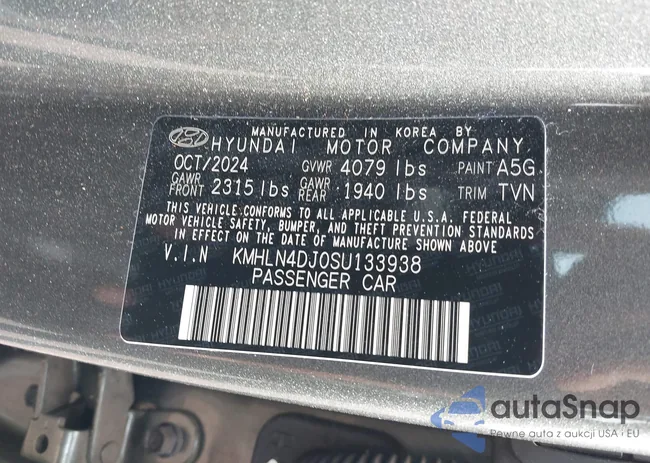 MANUFACTURED IN KOREA BY
HYUNDAI MOTOR COMPANY
OCT/2024 GVWR 4079 lbs PAINT A5G
GAWR FRONT 2315 lbs GAWR REAR 1940 lbs TRIM TVN
THIS VEHICLE CONFORMS TO ALL APPLICABLE U.S.A. FEDERAL
MOTOR VEHICLE SAFETY, BUMPER, AND THEFT PREVENTION STANDARDS
IN EFFECT ON THE DATE OF MANUFACTURE SHOWN ABOVE
V.I.N KMHLN4DJ0SU133938
PASSENGER CAR
autaSnap
Pewne auta z aukcji USA i EU